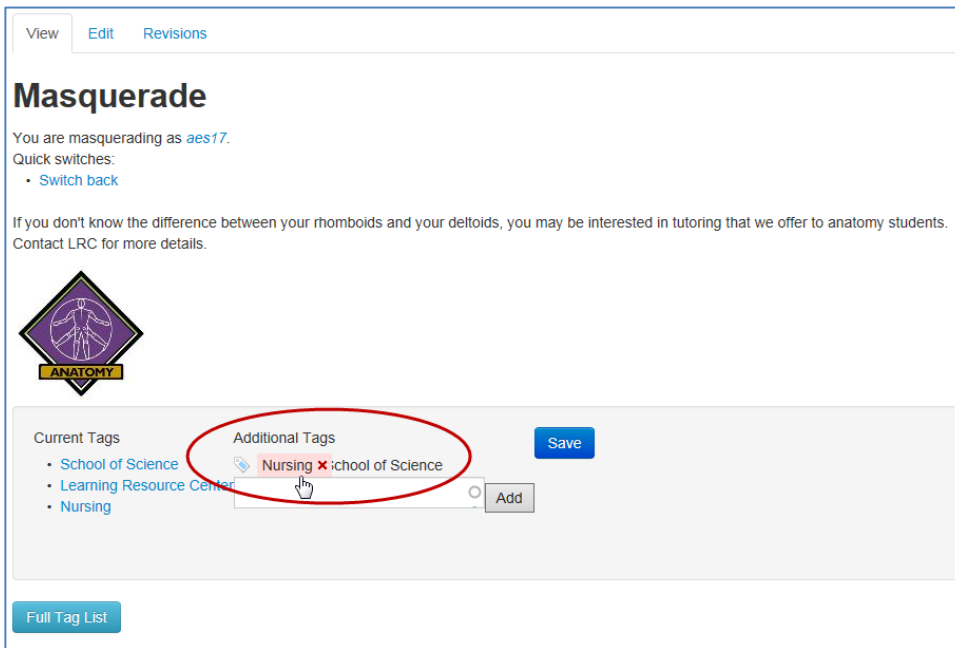 View Edit Revisions
Masquerade
You are masquerading as aes17.
Quick switches:
• Switch back
If you don't know the difference between your rhomboids and your deltoids, you may be interested in tutoring that we offer to anatomy students.
Contact LRC for more details.
ANATOMY
Current Tags
• School of Science
• Learning Resource Center
• Nursing
Additional Tags
Nursing × chool of Science
Add
Save
Full Tag List